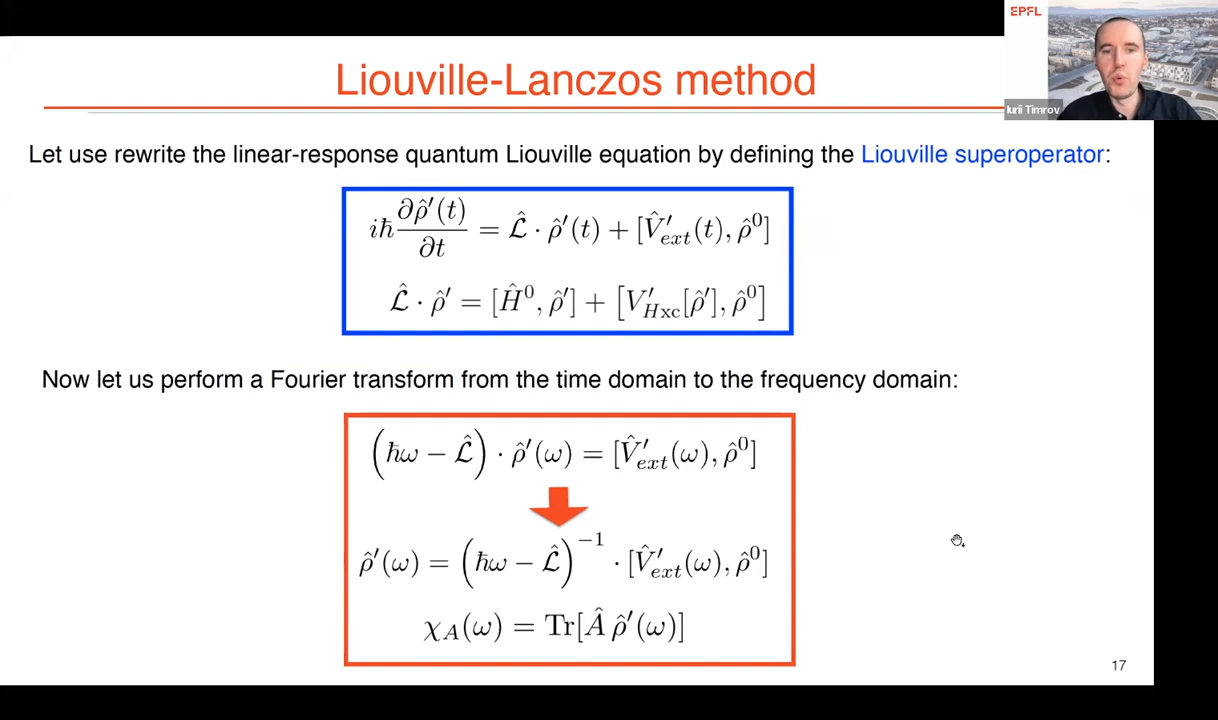 EPFL
Iurii Timrov
Liouville-Lanczos method
Let use rewrite the linear-response quantum Liouville equation by defining the Liouville superoperator:
iħ ∂ρ̂′(t)/∂t = ℒ̂ · ρ̂′(t) + [V̂′ₑₓₜ(t), ρ̂⁰]
ℒ̂ · ρ̂′ = [Ĥ⁰, ρ̂′] + [V′_Hxc[ρ̂′], ρ̂⁰]
Now let us perform a Fourier transform from the time domain to the frequency domain:
(ħω − ℒ̂) · ρ̂′(ω) = [V̂′ₑₓₜ(ω), ρ̂⁰]
ρ̂′(ω) = (ħω − ℒ̂)⁻¹ · [V̂′ₑₓₜ(ω), ρ̂⁰]
χ_A(ω) = Tr[Â ρ̂′(ω)]
17